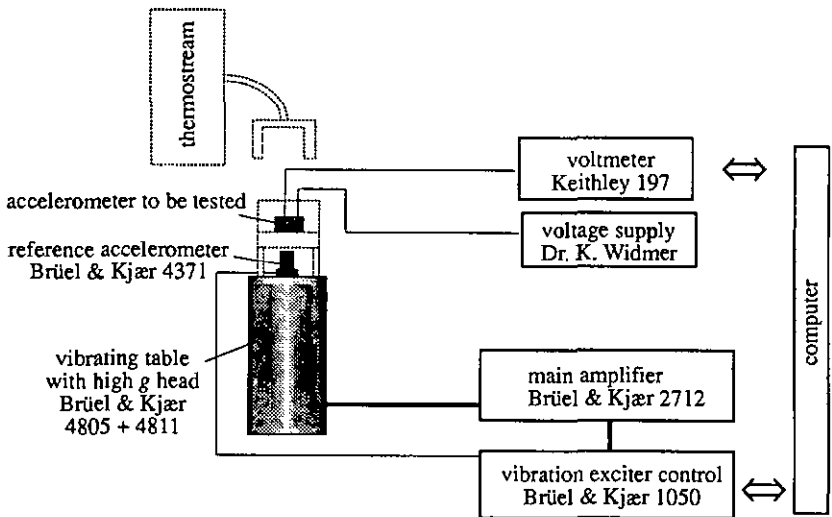 thermostream
voltmeter
Keithley 197
accelerometer to be tested
voltage supply
Dr. K. Widmer
reference accelerometer
Brüel & Kjær 4371
computer
vibrating table
with high g head
Brüel & Kjær
4805 + 4811
main amplifier
Brüel & Kjær 2712
vibration exciter control
Brüel & Kjær 1050